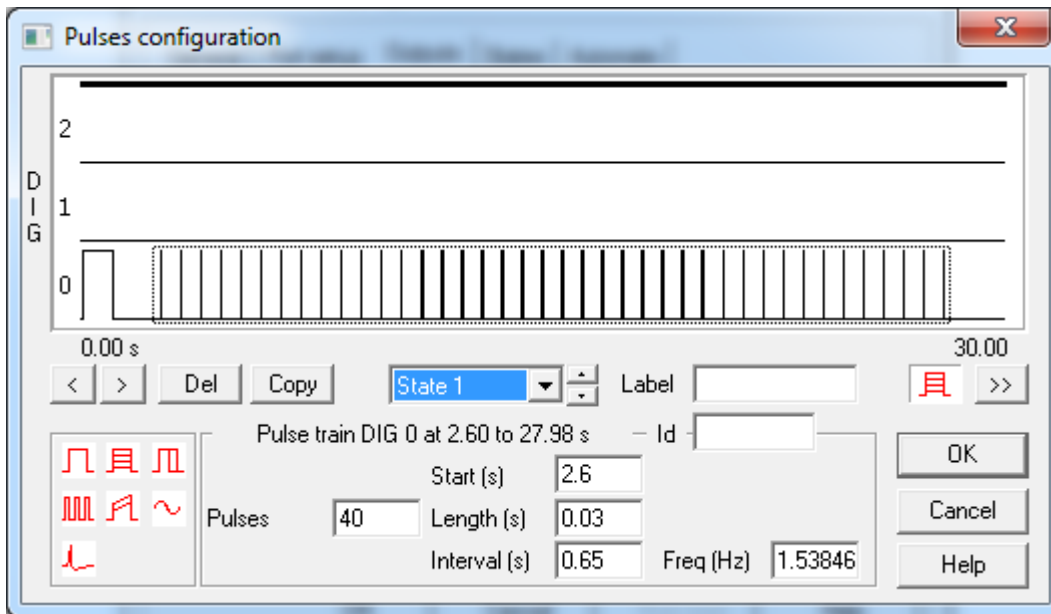 Pulses configuration
2
DIG
1
0
0.00 s
30.00
<
>
Del
Copy
State 1
Label
>>
Pulse train DIG 0 at 2.60 to 27.98 s
Id
OK
Start (s)
2.6
Pulses
40
Length (s)
0.03
Cancel
Interval (s)
0.65
Freq (Hz)
1.53846
Help